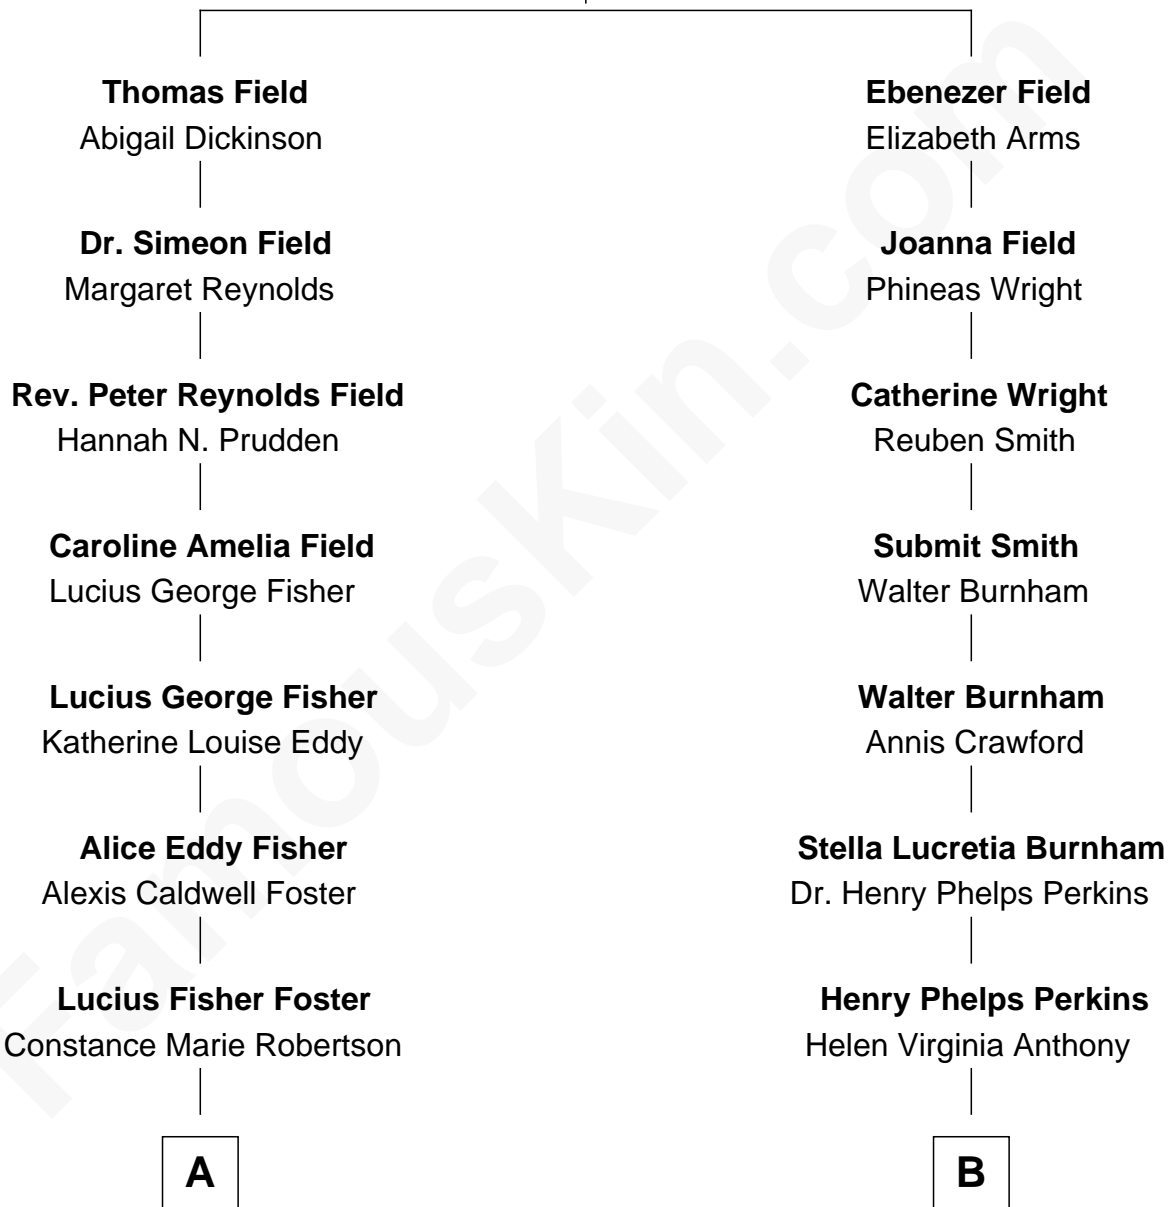 Thomas Field
Abigail Dickinson
Dr. Simeon Field
Margaret Reynolds
Rev. Peter Reynolds Field
Hannah N. Prudden
Caroline Amelia Field
Lucius George Fisher
Lucius George Fisher
Katherine Louise Eddy
Alice Eddy Fisher
Alexis Caldwell Foster
Lucius Fisher Foster
Constance Marie Robertson
A
Ebenezer Field
Elizabeth Arms
Joanna Field
Phineas Wright
Catherine Wright
Reuben Smith
Submit Smith
Walter Burnham
Walter Burnham
Annis Crawford
Stella Lucretia Burnham
Dr. Henry Phelps Perkins
Henry Phelps Perkins
Helen Virginia Anthony
B
FamousKin.com